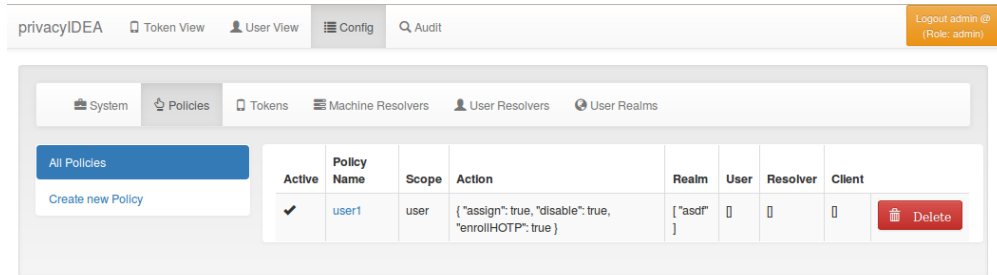 privacyIDEA Token View User View Config Audit Logout admin @
(Role: admin)
System Policies Tokens Machine Resolvers User Resolvers User Realms
All Policies
Create new Policy
Active Policy Name Scope Action Realm User Resolver Client
user1 user { "assign": true, "disable": true, ["asdf" [] [] [] Delete
"enrollHOTP": true } ]